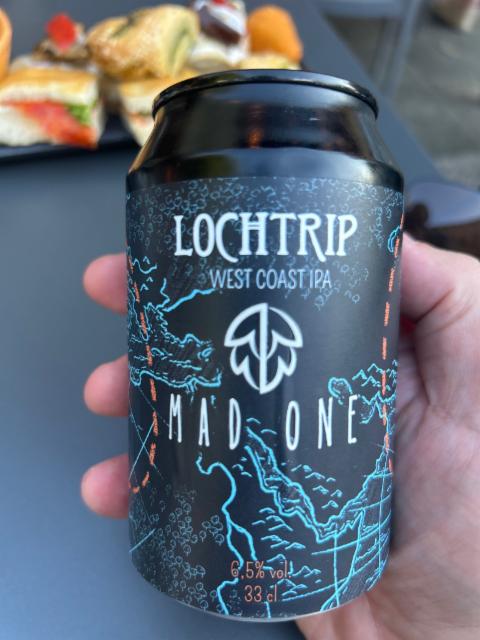 LOCHTRIP
WEST COAST IPA
MAD ONE
6,5% vol.
33 cl